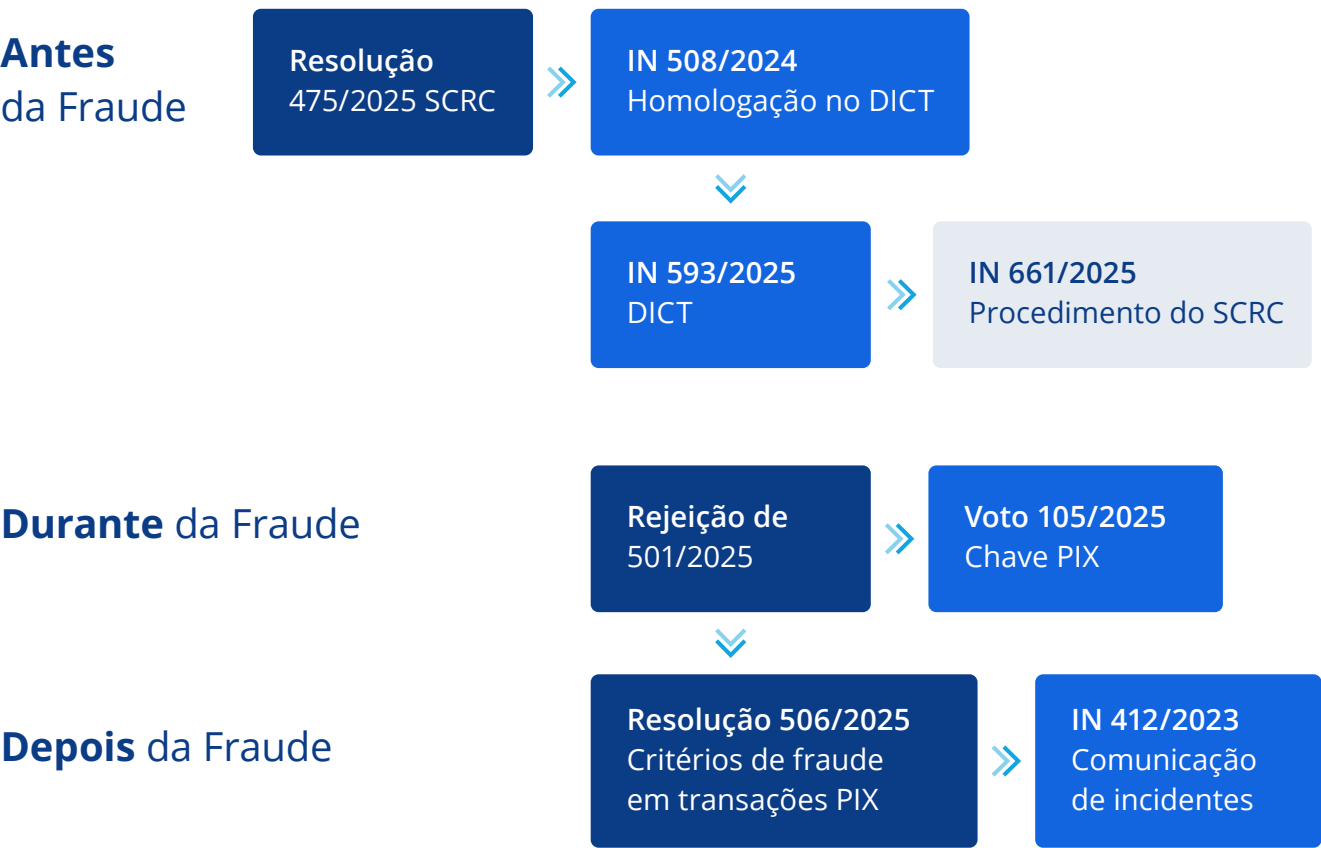 Antes
da Fraude
Resolução
475/2025 SCRC
IN 508/2024
Homologação no DICT
IN 593/2025
DICT
IN 661/2025
Procedimento do SCRC
Durante da Fraude
Rejeição de
501/2025
Voto 105/2025
Chave PIX
Depois da Fraude
Resolução 506/2025
Critérios de fraude
em transações PIX
IN 412/2023
Comunicação
de incidentes